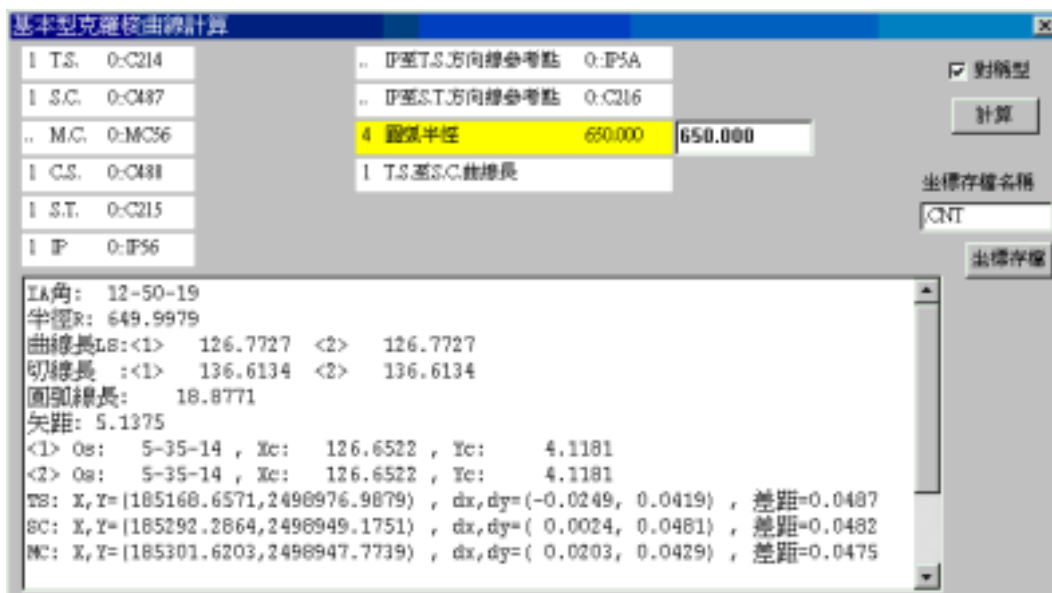 基本型克羅梭曲線計算
1 T.S. 0::C214
1 S.C. 0::C487
.. M.C. 0::MC56
1 C.S. 0::C488
1 S.T. 0::C215
1 IP 0::IP56
.. IP至T.S.方向線參考點 0::IP5A
.. IP至S.T.方向線參考點 0::C216
4 圓弧半徑 650.000 650.000
1 T.S.至S.C.曲線長
對稱型
計算
坐標存檔名稱
.CNT
坐標存檔
IA角: 12-50-19
半徑R: 649.9979
曲線長LS:<1> 126.7727 <2> 126.7727
切線長 :<1> 136.6134 <2> 136.6134
圓弧線長: 18.8771
矢距: 5.1375
<1> Os: 5-35-14 , Xc: 126.6522 , Yc: 4.1181
<2> Os: 5-35-14 , Xc: 126.6522 , Yc: 4.1181
TS: X,Y=(185168.6571,2498976.9879) , dx,dy=(-0.0249, 0.0419) , 差距=0.0487
SC: X,Y=(185292.2864,2498949.1751) , dx,dy=( 0.0024, 0.0481) , 差距=0.0482
MC: X,Y=(185301.6203,2498947.7739) , dx,dy=( 0.0203, 0.0429) , 差距=0.0475